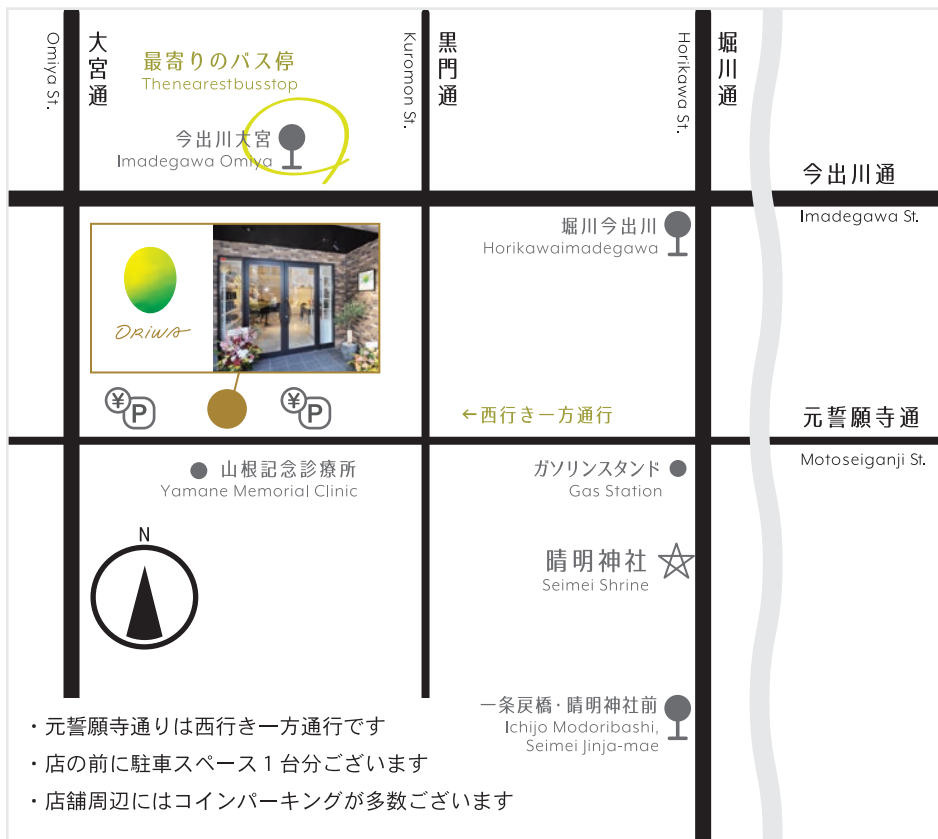 大宮通
Omiya St.
最寄りのバス停
Thenearestbusstop
今出川大宮
Imadegawa Omiya
黒門通
Kuromon St.
堀川通
Horikawa St.
今出川通
Imadegawa St.
堀川今出川
Horikawaimadegawa
ORiWA
¥P
¥P
←西行き一方通行
元誓願寺通
Motoseiganji St.
山根記念診療所
Yamane Memorial Clinic
ガソリンスタンド
Gas Station
N
晴明神社
Seimei Shrine
一条戻橋・晴明神社前
Ichijo Modoribashi,
Seimei Jinja-mae
・元誓願寺通りは西行き一方通行です
・店の前に駐車スペース1台分ございます
・店舗周辺にはコインパーキングが多数ございます